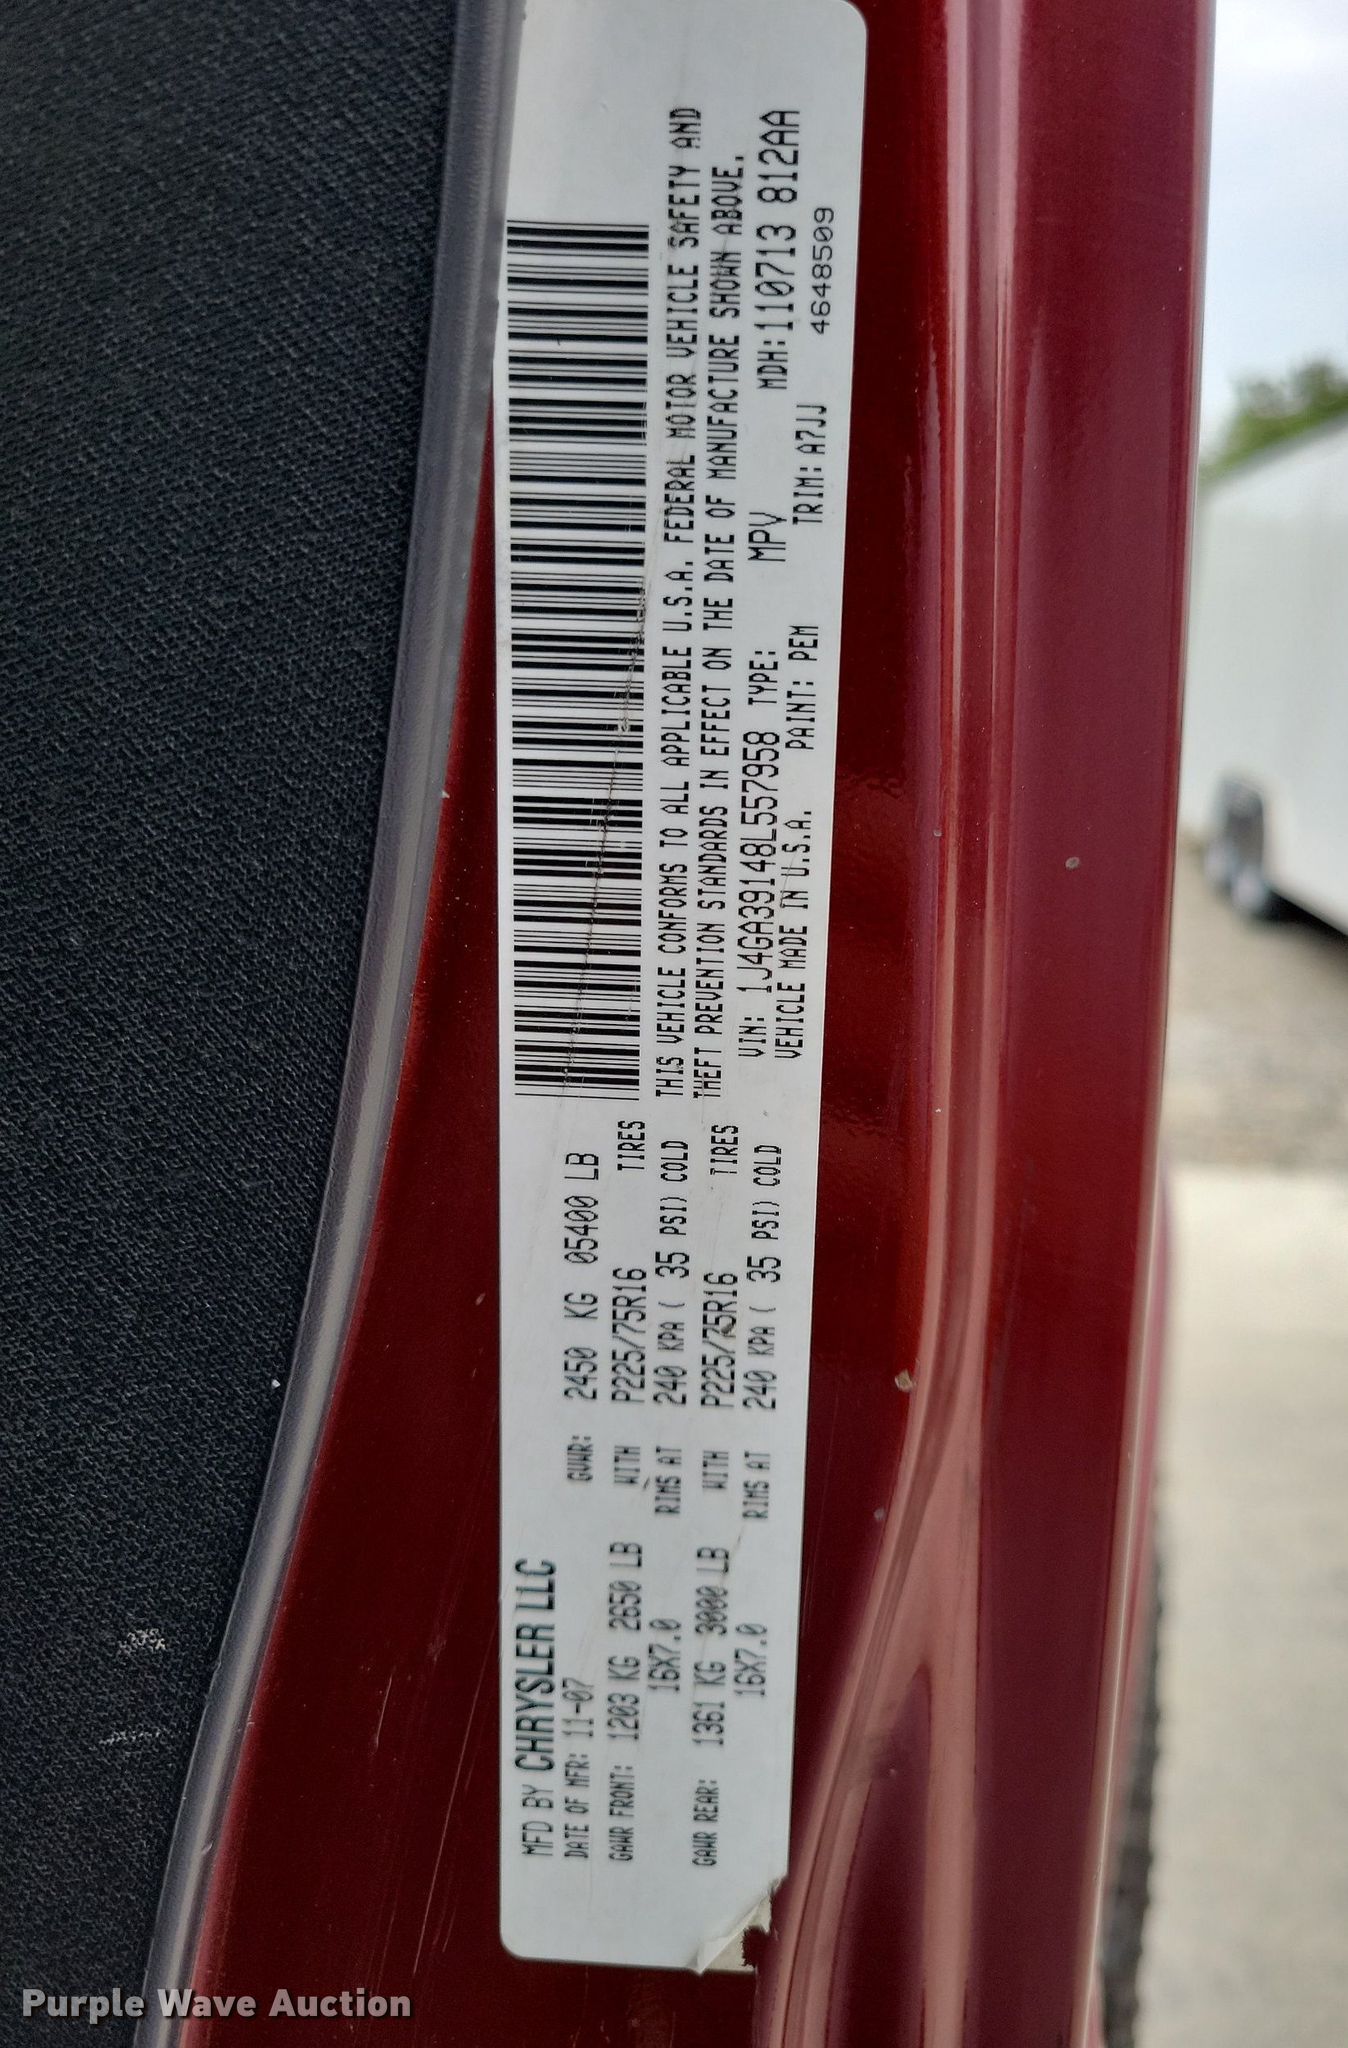 MFD BY CHRYSLER LLC
DATE OF MFR: 11-07
GVWR: 2450 KG 05400 LB
GAWR FRONT: 1203 KG 2650 LB WITH P225/75R16 TIRES
16X7.0 RIMS AT 240 KPA ( 35 PSI) COLD
GAWR REAR: 1361 KG 3000 LB WITH P225/75R16 TIRES
16X7.0 RIMS AT 240 KPA ( 35 PSI) COLD
THIS VEHICLE CONFORMS TO ALL APPLICABLE U.S.A. FEDERAL MOTOR VEHICLE SAFETY AND
THEFT PREVENTION STANDARDS IN EFFECT ON THE DATE OF MANUFACTURE SHOWN ABOVE.
VIN: 1J4GA39148L557958 TYPE: MPV MDH:110713 812AA
VEHICLE MADE IN U.S.A. PAINT: PEM TRIM: A7JJ 4648509
Purple Wave Auction